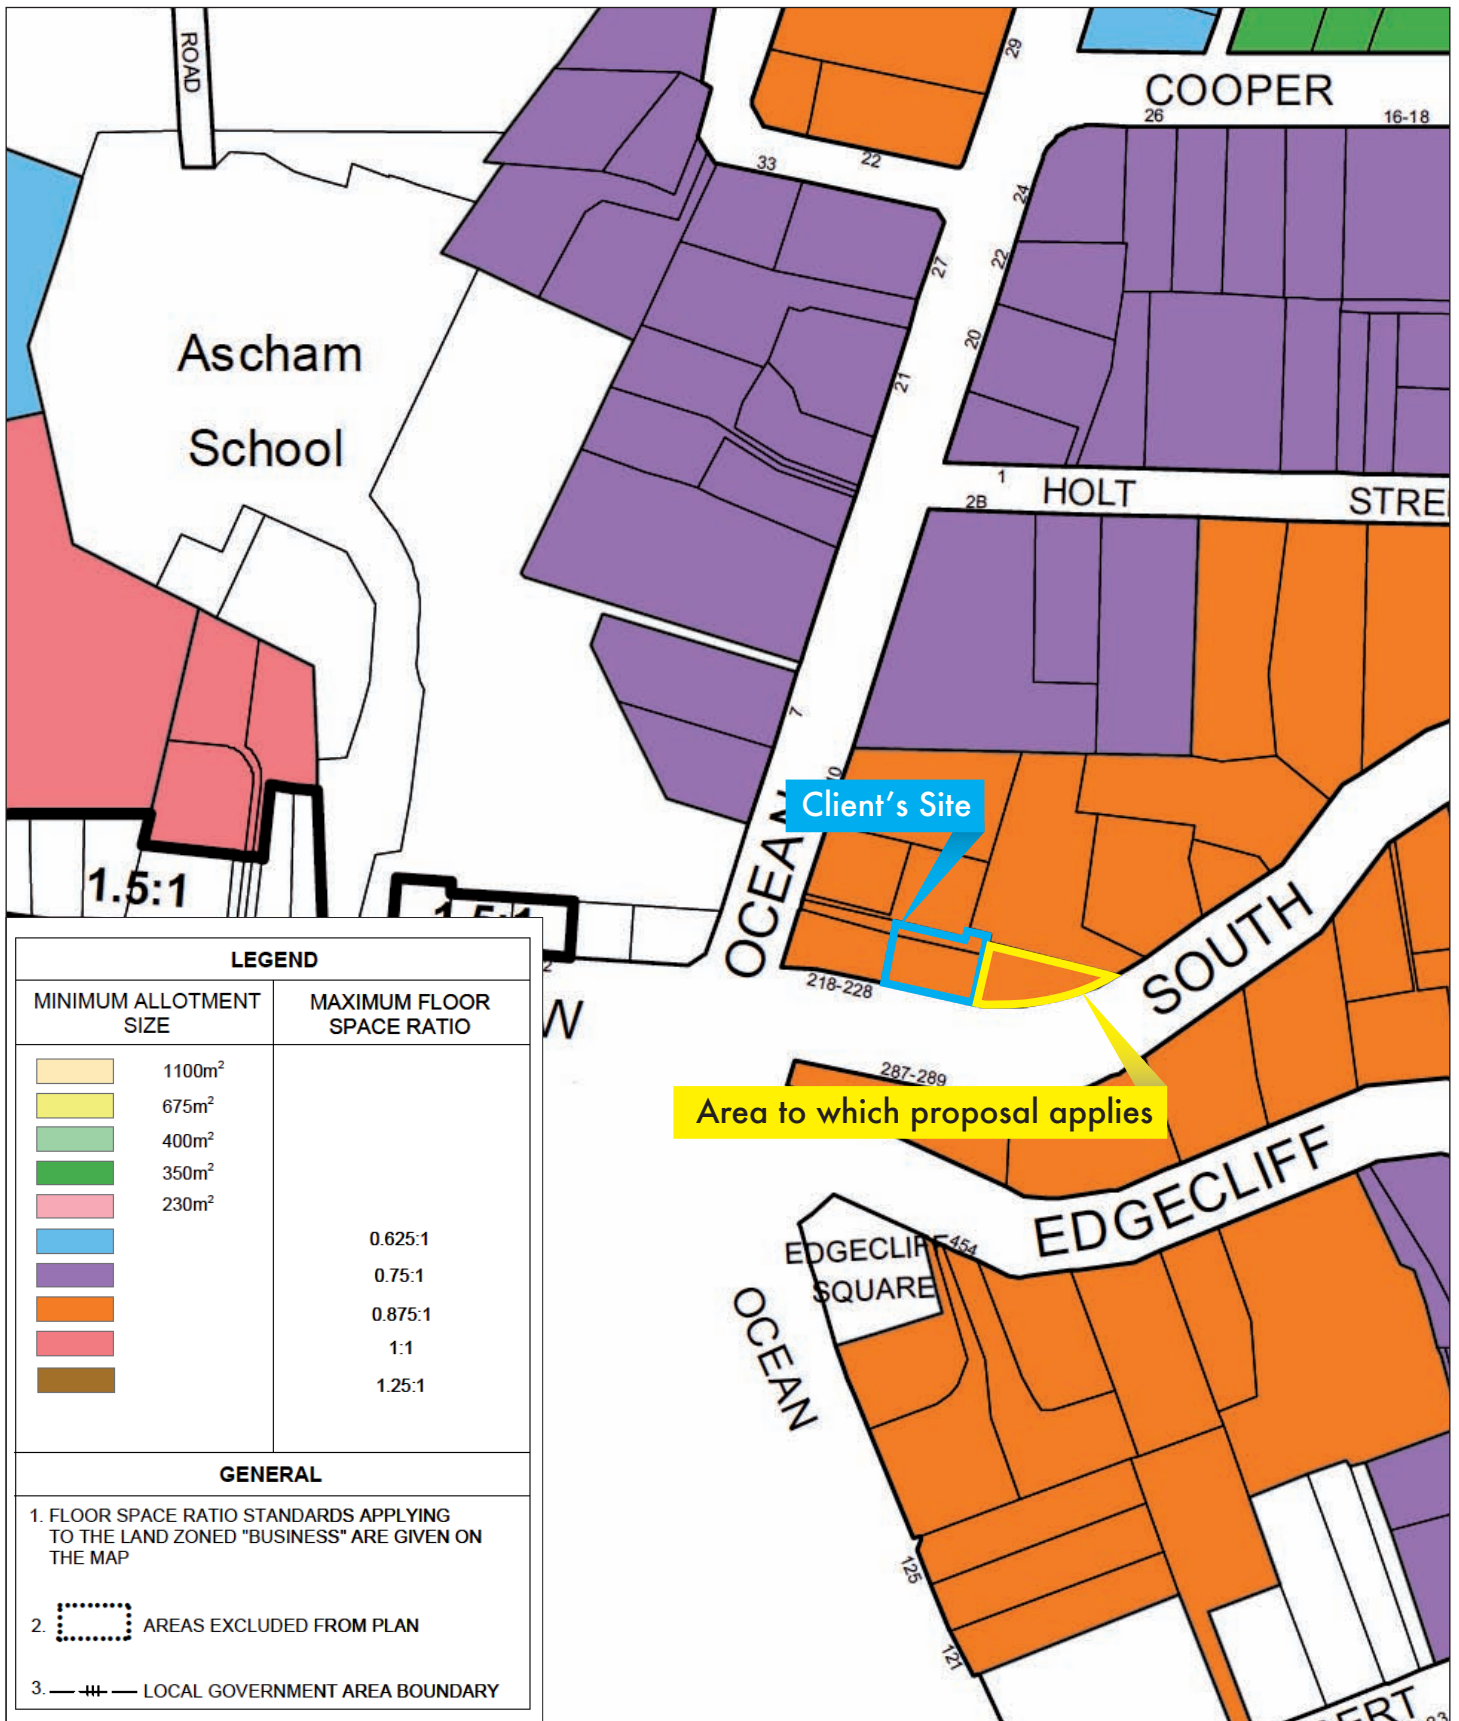 ROAD
29
COOPER
26
16-18
33
22
24
27
22
20
21
Ascham
School
1
HOLT
2B
7
10
Client's Site
OCEAN
1.5:1
1.5:1
SOUTH
218-228
287-289
Area to which proposal applies
EDGECLIFF
EDGECLIFF
SQUARE
454
OCEAN
125
121
LEGEND
MINIMUM ALLOTMENT
SIZE
MAXIMUM FLOOR
SPACE RATIO
1100m²
675m²
400m²
350m²
230m²
0.625:1
0.75:1
0.875:1
1:1
1.25:1
GENERAL
1. FLOOR SPACE RATIO STANDARDS APPLYING
TO THE LAND ZONED "BUSINESS" ARE GIVEN ON
THE MAP
2. AREAS EXCLUDED FROM PLAN
3. LOCAL GOVERNMENT AREA BOUNDARY